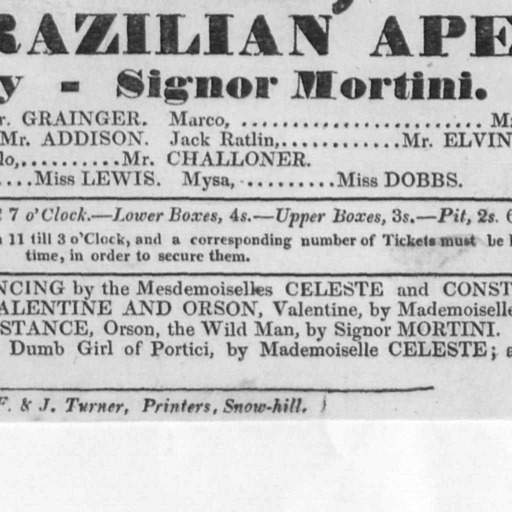 RAZILIAN APE
y - Signor Mortini.
r. GRAINGER. Marco, ........................ M
Mr. ADDISON. Jack Ratlin,............Mr. ELVIN
lo,..........Mr. CHALLONER.
....Miss LEWIS. Mysa, .........Miss DOBBS.
7 o'Clock.—Lower Boxes, 4s.—Upper Boxes, 3s.—Pit, 2s. 6
11 till 3 o'Clock, and a corresponding number of Tickets must be
time, in order to secure them.
NCING by the Mesdemoiselles CELESTE and CONST
ALENTINE AND ORSON, Valentine, by Mademoiselle
STANCE, Orson, the Wild Man, by Signor MORTINI.
Dumb Girl of Portici, by Mademoiselle CELESTE; a
F. & J. Turner, Printers, Snow-hill.